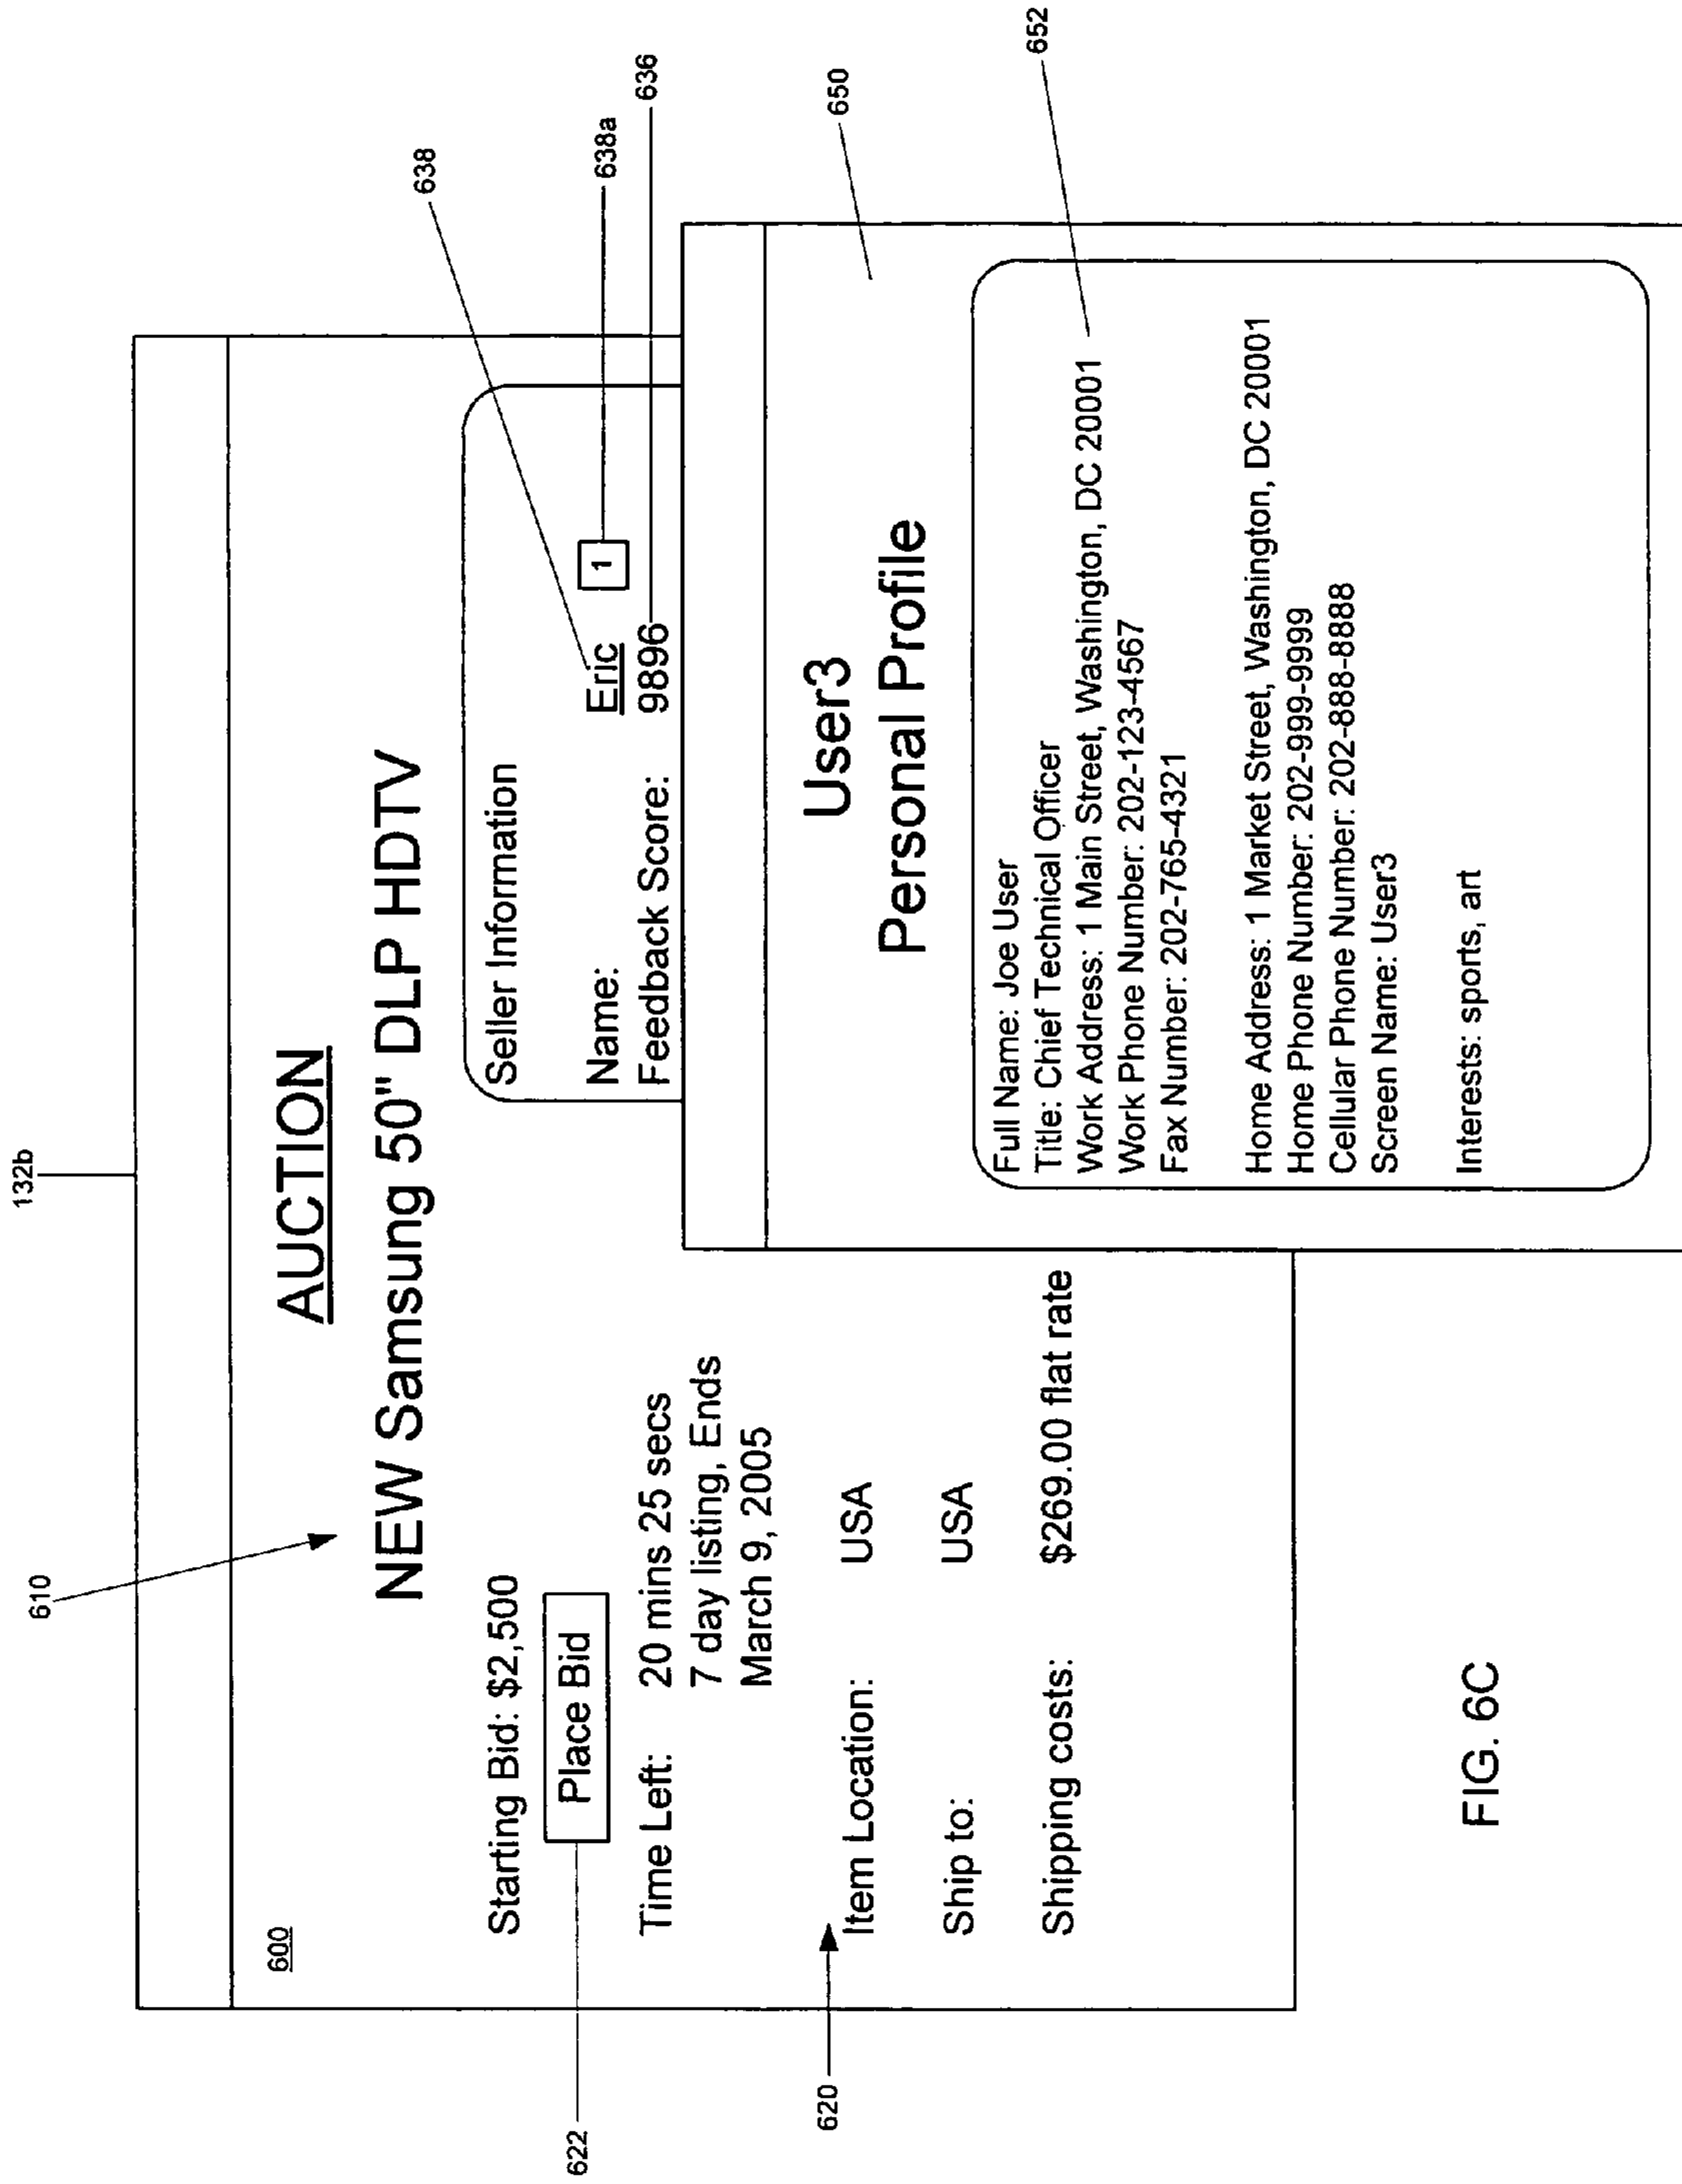 132b
610
600
AUCTION
NEW Samsung 50" DLP HDTV
Starting Bid: $2,500
Place Bid
622
Time Left: 20 mins 25 secs
7 day listing, Ends
March 9, 2005
620
Item Location: USA
Ship to: USA
Shipping costs: $269.00 flat rate
Seller Information
Name: Eric 1
Feedback Score: 9896
638
638a
636
650
User3
Personal Profile
652
Full Name: Joe User
Title: Chief Technical Officer
Work Address: 1 Main Street, Washington, DC 20001
Work Phone Number: 202-123-4567
Fax Number: 202-765-4321
Home Address: 1 Market Street, Washington, DC 20001
Home Phone Number: 202-999-9999
Cellular Phone Number: 202-888-8888
Screen Name: User3
Interests: sports, art
FIG. 6C